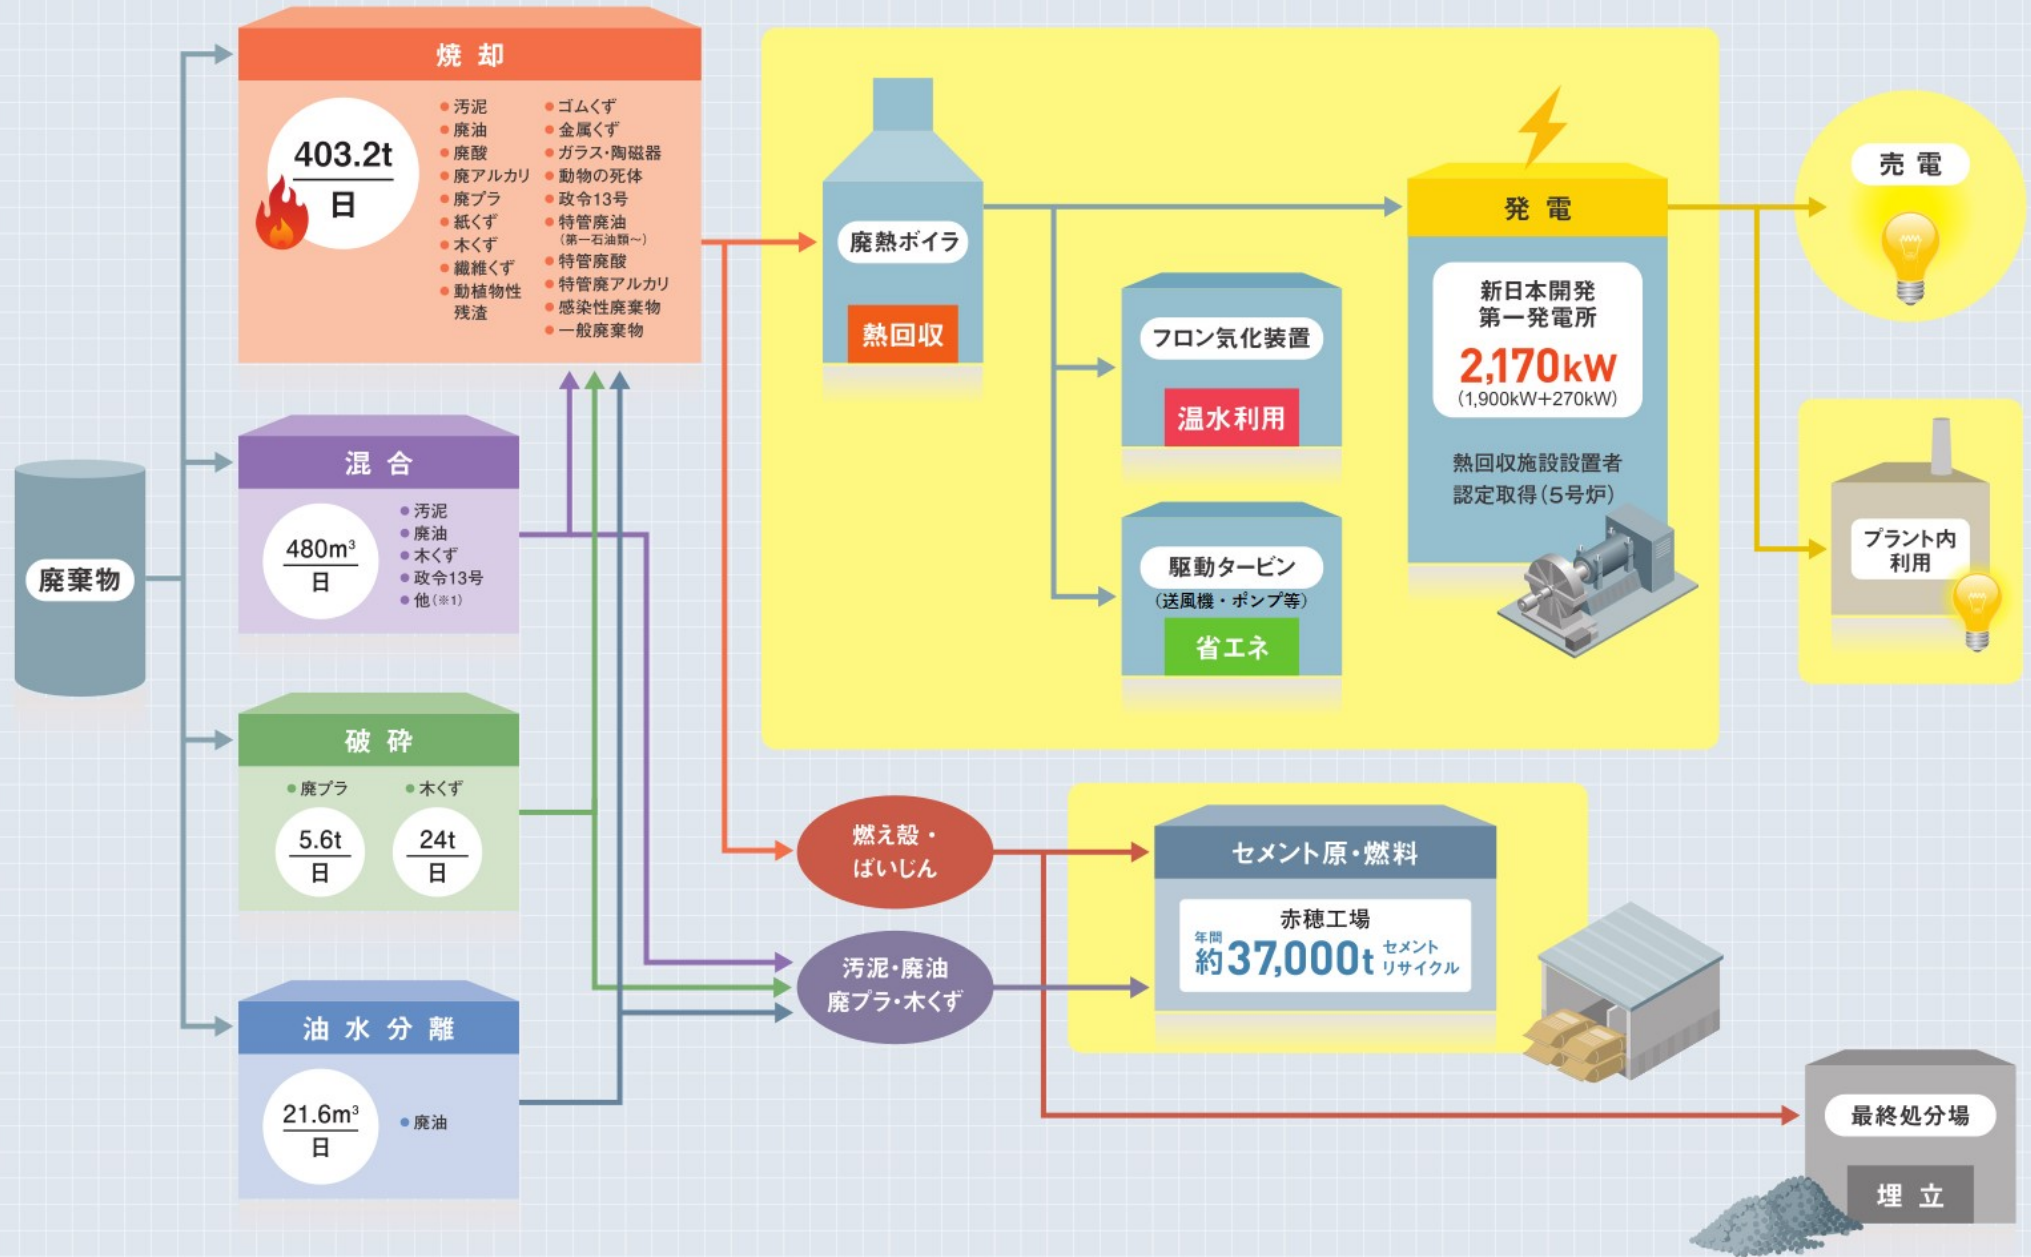 廃棄物
焼却
403.2t
日
汚泥
廃油
廃酸
廃アルカリ
廃プラ
紙くず
木くず
繊維くず
動植物性
残渣
ゴムくず
金属くず
ガラス・陶磁器
動物の死体
政令13号
特管廃油
(第一石油類〜)
特管廃酸
特管廃アルカリ
感染性廃棄物
一般廃棄物
混合
480m³
日
汚泥
廃油
木くず
政令13号
他(※1)
破砕
廃プラ
5.6t
日
木くず
24t
日
油水分離
21.6m³
日
廃油
廃熱ボイラ
熱回収
フロン気化装置
温水利用
駆動タービン
(送風機・ポンプ等)
省エネ
発電
新日本開発
第一発電所
2,170kW
(1,900kW+270kW)
熱回収施設設置者
認定取得(5号炉)
売電
プラント内
利用
燃え殻・
ばいじん
汚泥・廃油
廃プラ・木くず
セメント原・燃料
赤穂工場
年間
約37,000t
セメント
リサイクル
最終処分場
埋立